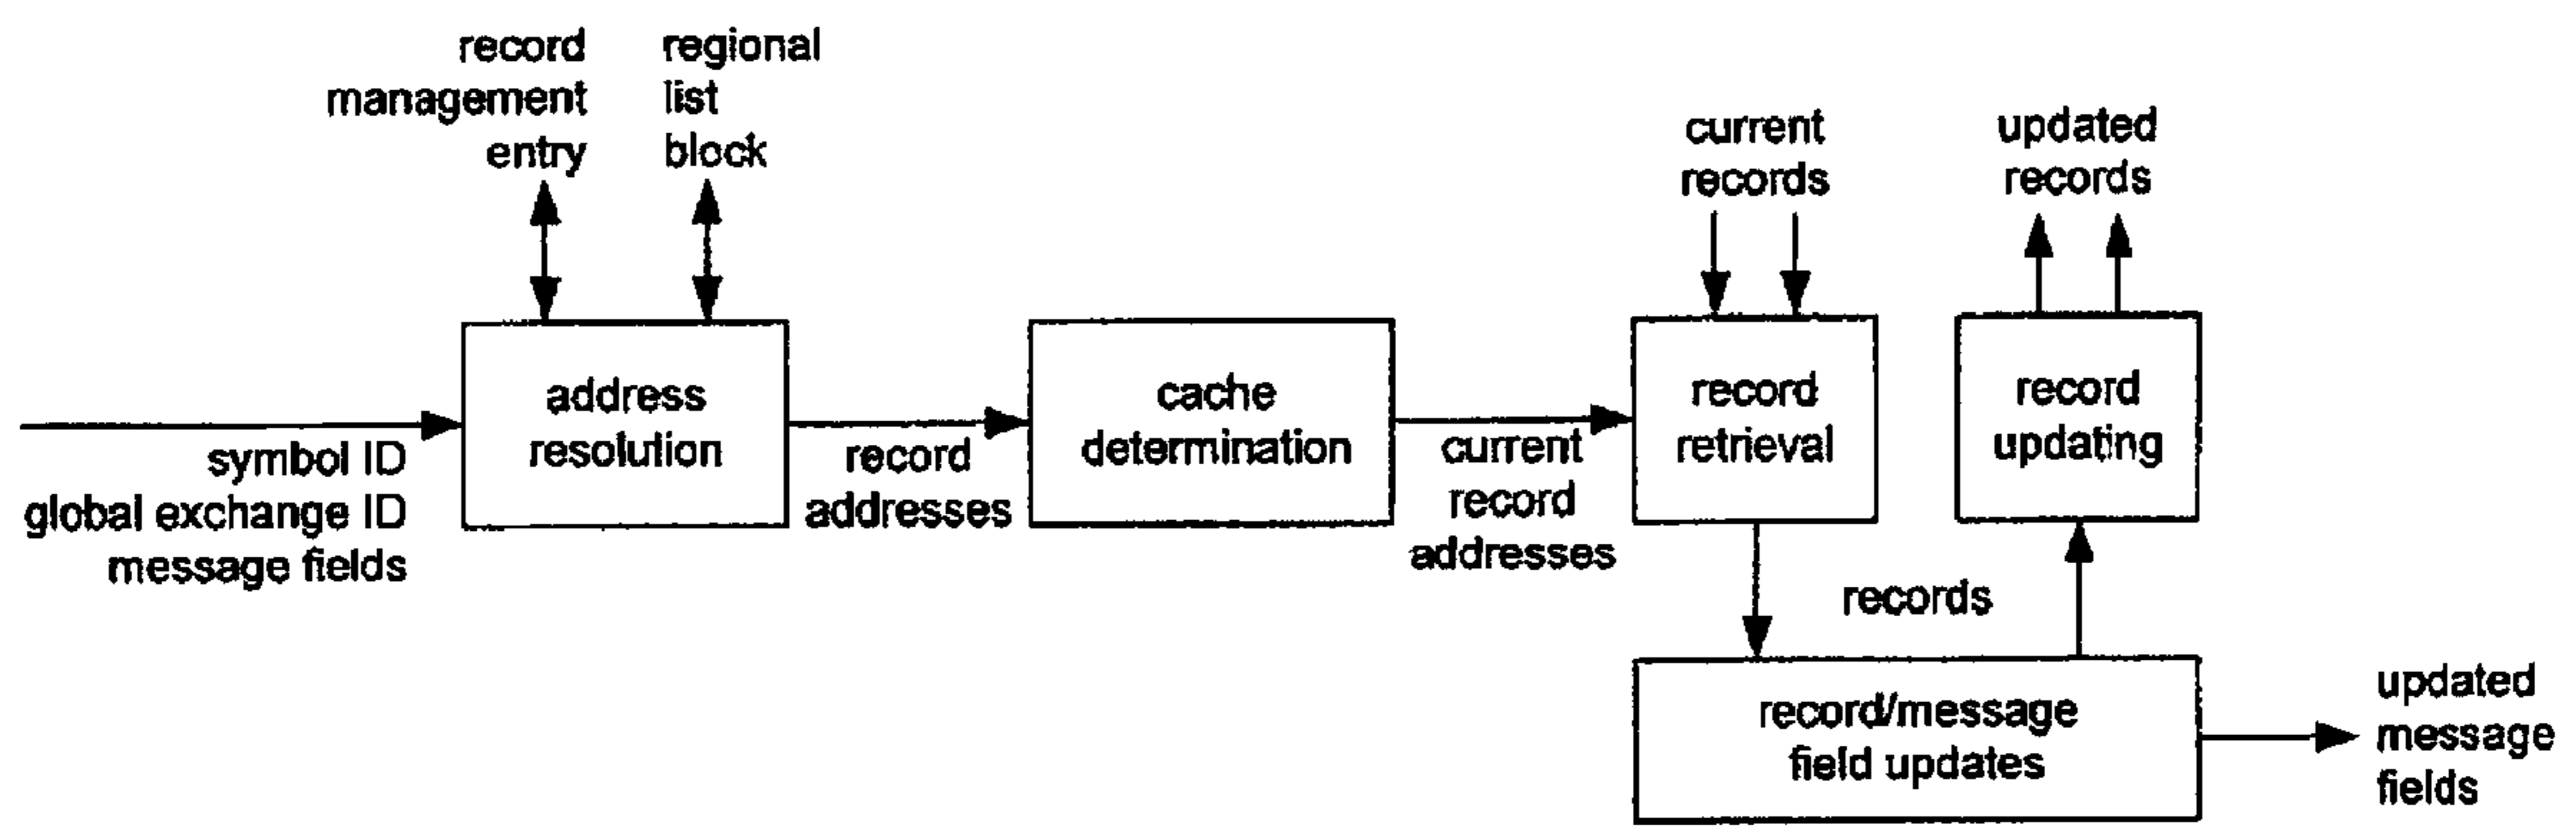 record
management
entry
regional
list
block
current
records
updated
records
address
resolution
cache
determination
record
retrieval
record
updating
symbol ID
global exchange ID
message fields
record
addresses
current
record
addresses
records
record/message
field updates
updated
message
fields